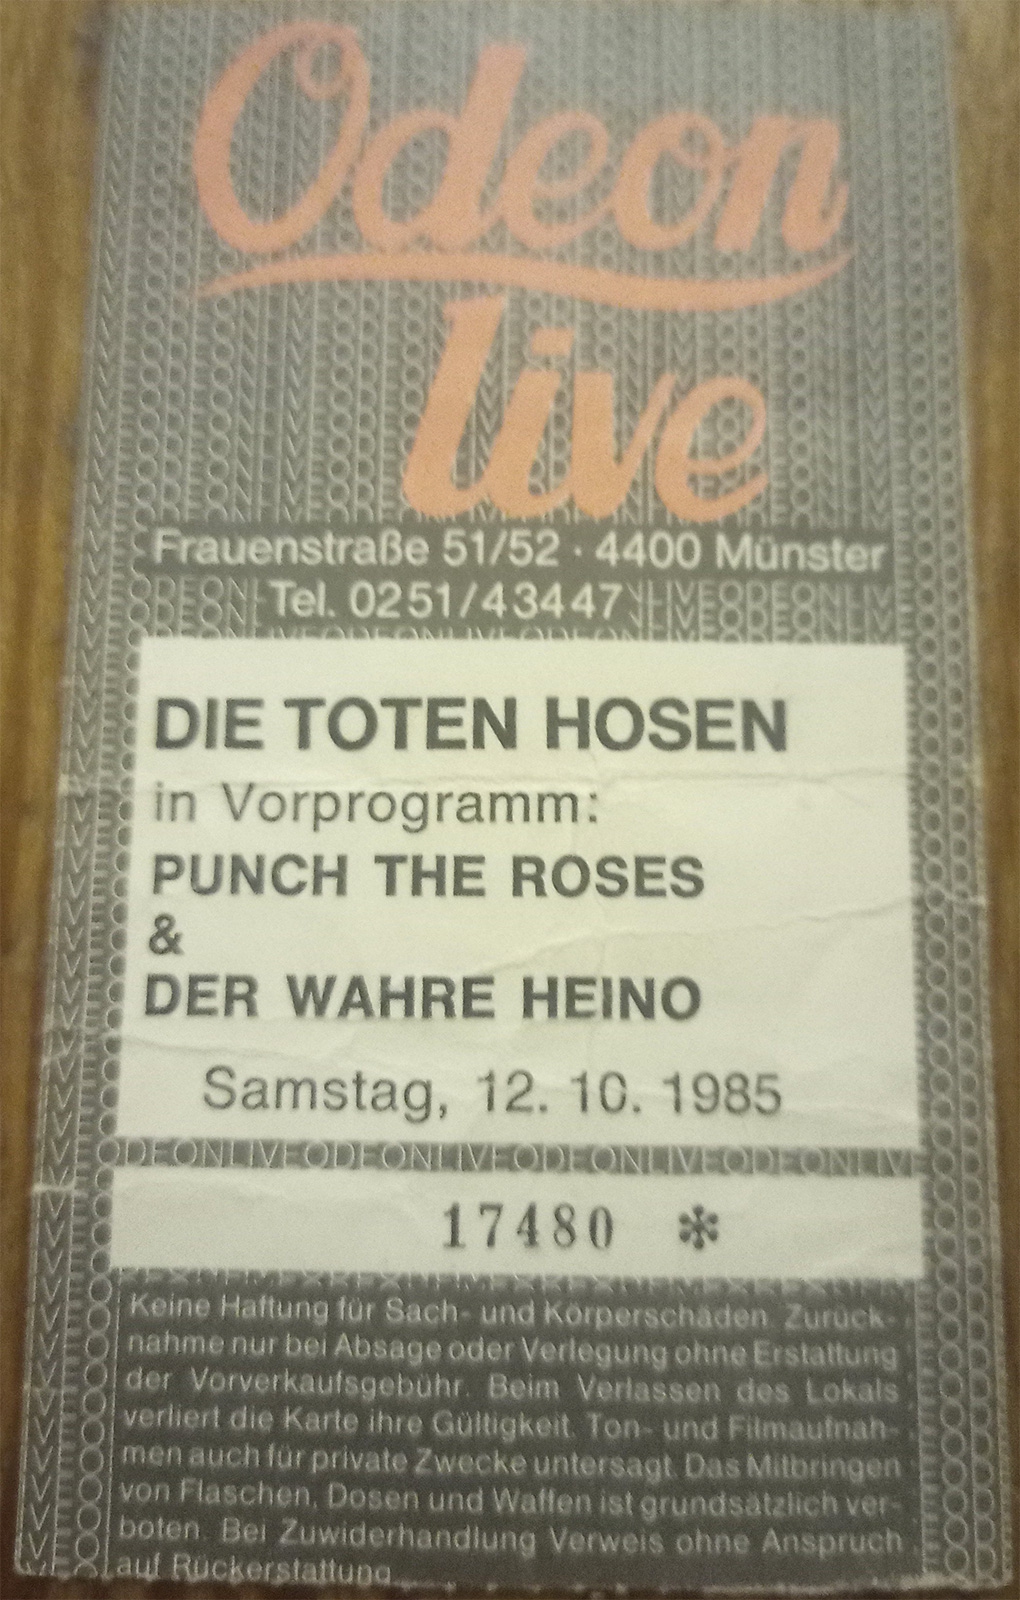 Odeon
live
Frauenstraße 51/52 · 4400 Münster
Tel. 0251/43447
DIE TOTEN HOSEN
in Vorprogramm:
PUNCH THE ROSES
&
DER WAHRE HEINO
Samstag, 12. 10. 1985
ODEONLIVEODEONLIVEODEONLIVEODEONLIVE
17480 *
Keine Haftung für Sach- und Körperschäden. Zurück-
nahme nur bei Absage oder Verlegung ohne Erstattung
der Vorverkaufsgebühr. Beim Verlassen des Lokals
verliert die Karte ihre Gültigkeit. Ton- und Filmaufnah-
men auch für private Zwecke untersagt. Das Mitbringen
von Flaschen, Dosen und Waffen ist grundsätzlich ver-
boten. Bei Zuwiderhandlung Verweis ohne Anspruch
auf Rückerstattung